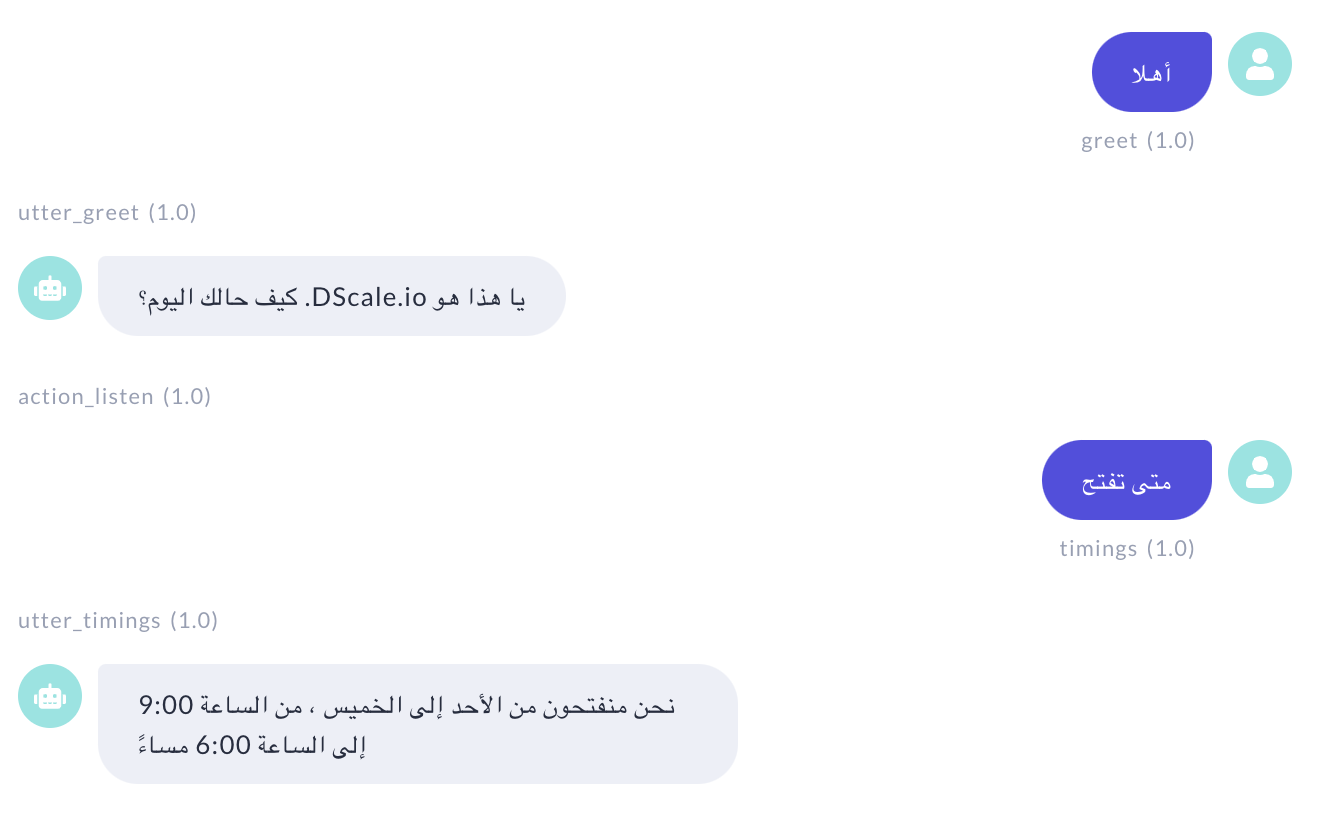 أهلا
greet (1.0)
utter_greet (1.0)
يا هذا هو DScale.io. كيف حالك اليوم؟
action_listen (1.0)
متى تفتح
timings (1.0)
utter_timings (1.0)
نحن منفتحون من الأحد إلى الخميس ، من الساعة 9:00
إلى الساعة 6:00 مساءً